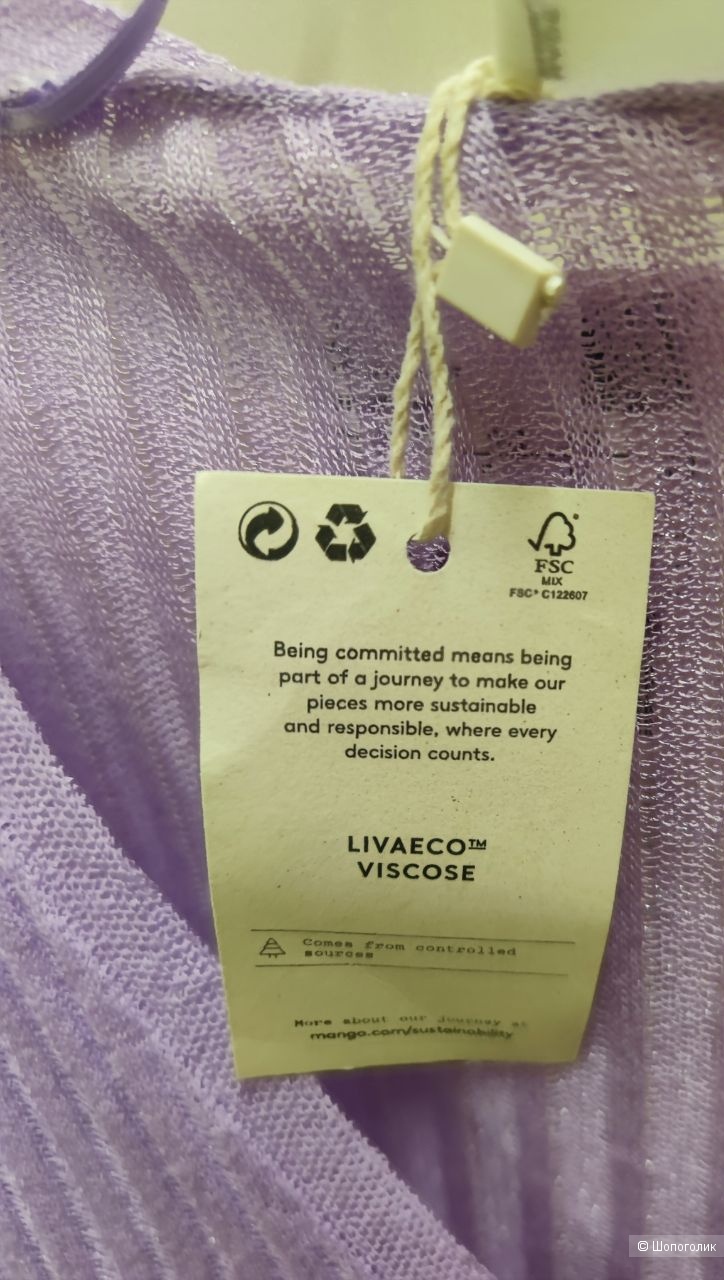 FSC
MIX
FSC® C122607
Being committed means being
part of a journey to make our
pieces more sustainable
and responsible, where every
decision counts.
LIVAECO™
VISCOSE
Comes from controlled
sources
More about our journey at
mango.com/sustainability
© Шопоголик